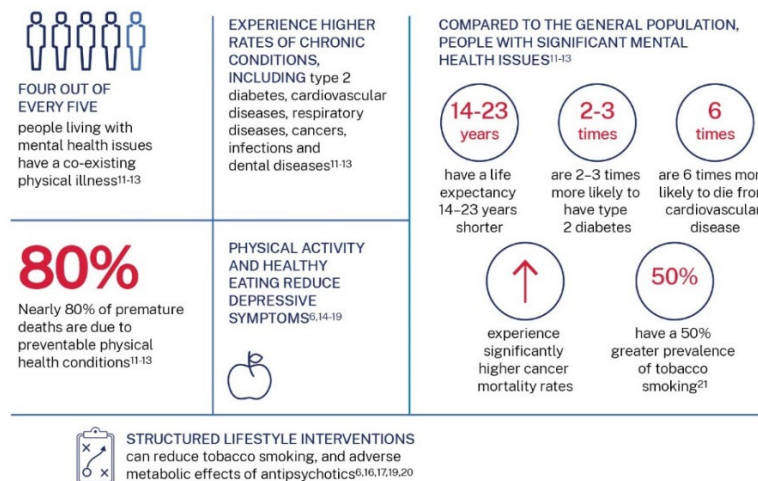 FOUR OUT OF
EVERY FIVE
people living with
mental health issues
have a co-existing
physical illness11-13
EXPERIENCE HIGHER
RATES OF CHRONIC
CONDITIONS,
INCLUDING type 2
diabetes, cardiovascular
diseases, respiratory
diseases, cancers,
infections and
dental diseases11-13
80%
Nearly 80% of premature
deaths are due to
preventable physical
health conditions11-13
PHYSICAL ACTIVITY
AND HEALTHY
EATING REDUCE
DEPRESSIVE
SYMPTOMS6,14-19
COMPARED TO THE GENERAL POPULATION,
PEOPLE WITH SIGNIFICANT MENTAL
HEALTH ISSUES11-13
14-23
years
have a life
expectancy
14–23 years
shorter
2-3
times
are 2–3 times
more likely to
have type
2 diabetes
6
times
are 6 times mor
likely to die from
cardiovascular
disease
experience
significantly
higher cancer
mortality rates
50%
have a 50%
greater prevalence
of tobacco
smoking21
STRUCTURED LIFESTYLE INTERVENTIONS
can reduce tobacco smoking, and adverse
metabolic effects of antipsychotics6,16,17,19,20